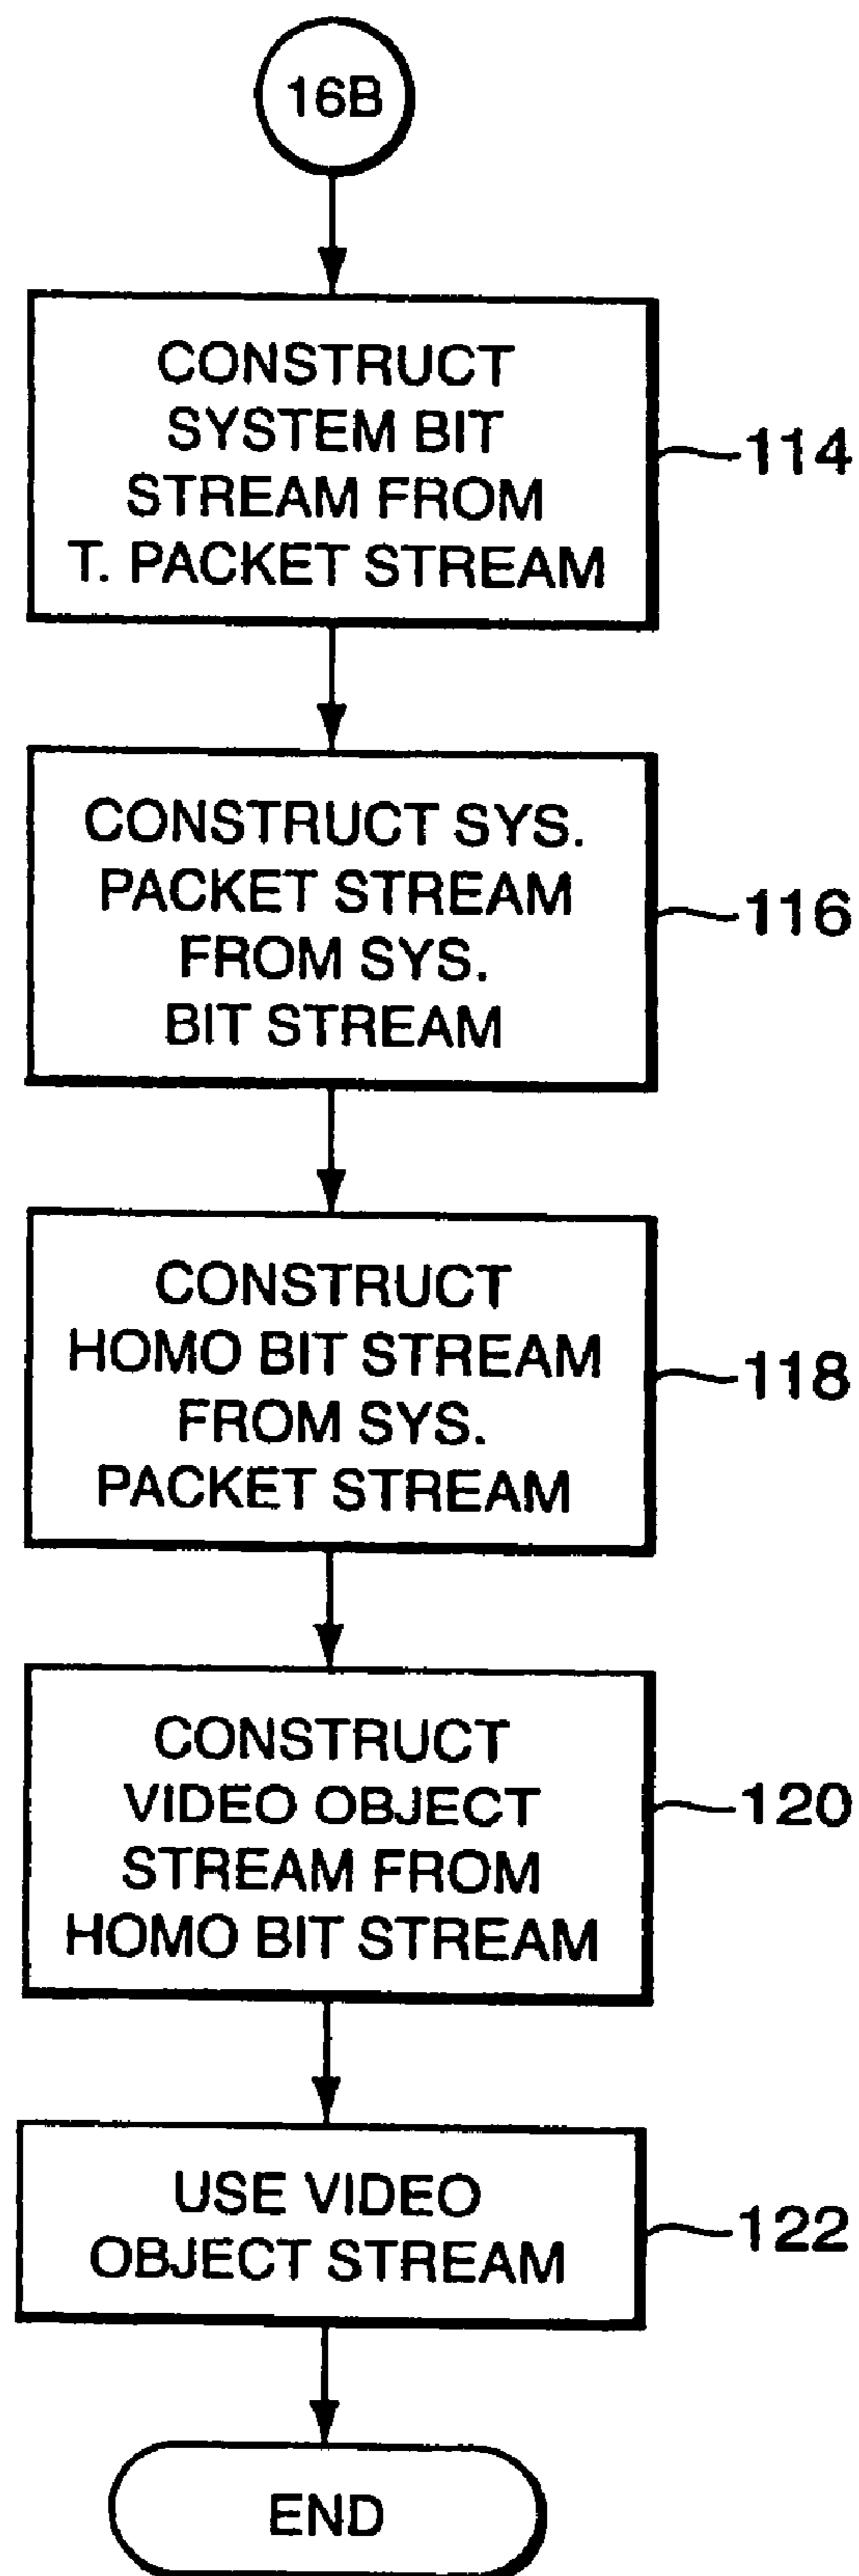 16B
CONSTRUCT
SYSTEM BIT
STREAM FROM
T. PACKET STREAM
114
CONSTRUCT SYS.
PACKET STREAM
FROM SYS.
BIT STREAM
116
CONSTRUCT
HOMO BIT STREAM
FROM SYS.
PACKET STREAM
118
CONSTRUCT
VIDEO OBJECT
STREAM FROM
HOMO BIT STREAM
120
USE VIDEO
OBJECT STREAM
122
END